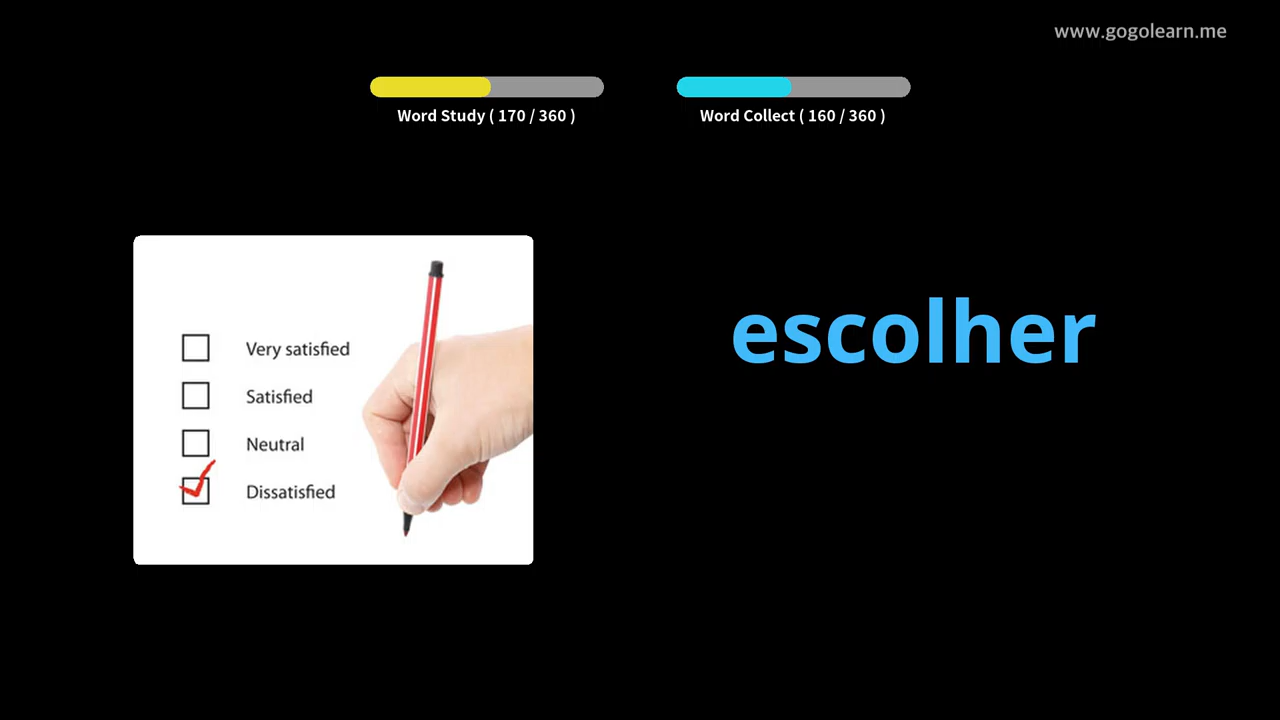 www.gogolearn.me
Word Study ( 170 / 360 )
Word Collect ( 160 / 360 )
Very satisfied
Satisfied
Neutral
Dissatisfied
escolher